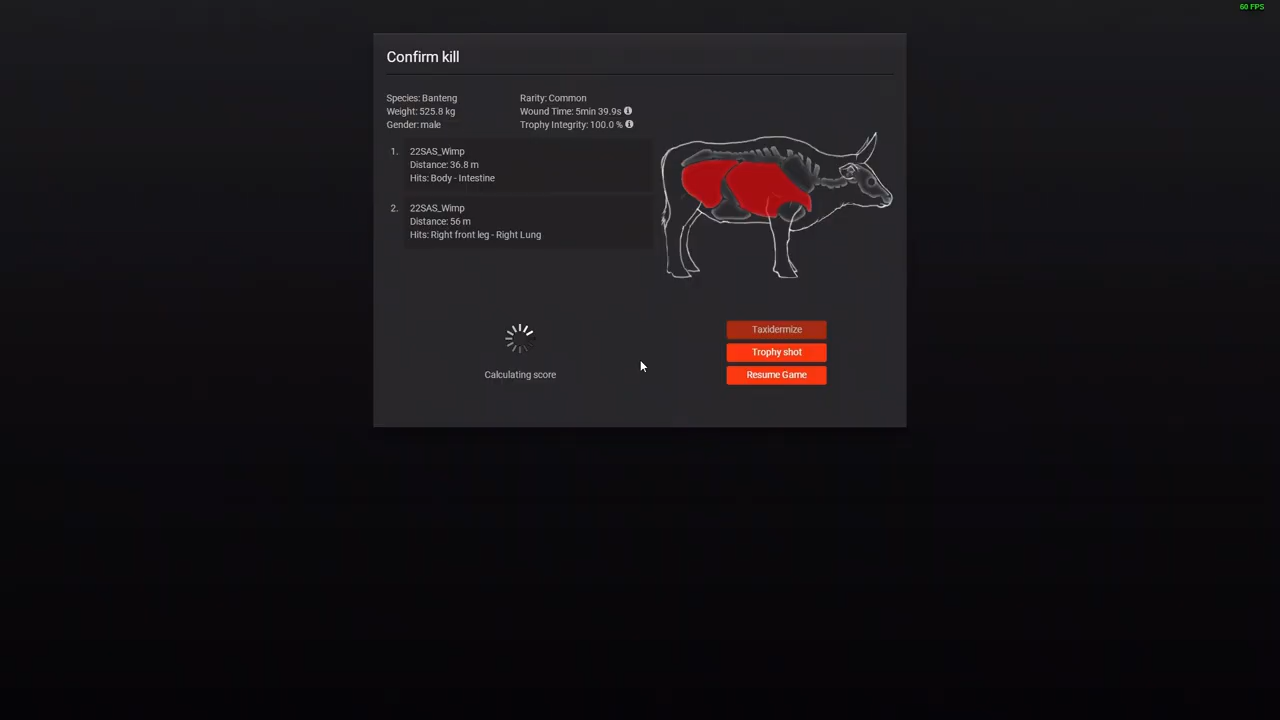 60 FPS
Confirm kill
Species: Banteng
Weight: 525.8 kg
Gender: male
Rarity: Common
Wound Time: 5min 39.9s
Trophy Integrity: 100.0 %
1. 22SAS_Wimp
Distance: 36.8 m
Hits: Body - Intestine
2. 22SAS_Wimp
Distance: 56 m
Hits: Right front leg - Right Lung
Calculating score
Taxidermize
Trophy shot
Resume Game